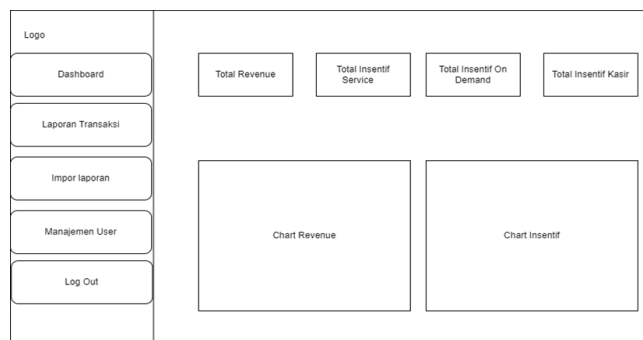 Logo
Dashboard
Laporan Transaksi
Impor laporan
Manajemen User
Log Out
Total Revenue
Total Insentif
Service
Total Insentif On
Demand
Total Insentif Kasir
Chart Revenue
Chart Insentif